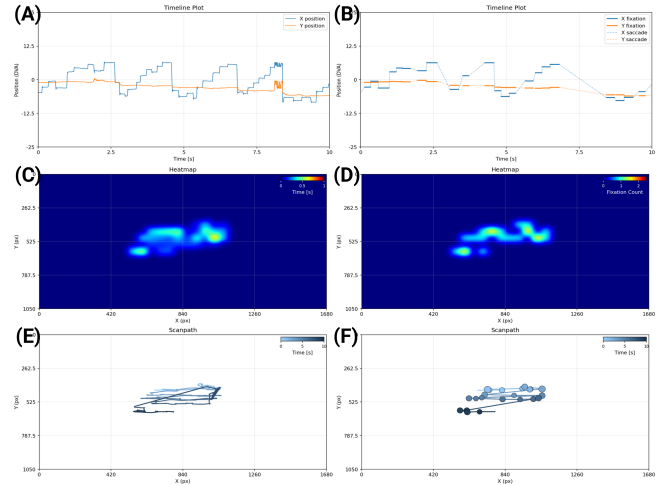 (A)
Timeline Plot
X position
Y position
25
12.5
0
-12.5
-25
Position (DVA)
0
2.5
5
7.5
10
Time [s]
(B)
Timeline Plot
X fixation
Y fixation
X saccade
Y saccade
25
12.5
0
-12.5
-25
Position (DVA)
0
2.5
5
7.5
10
Time [s]
(C)
Heatmap
0
0.5
1
Time [s]
262.5
525
787.5
1050
Y (px)
0
420
840
1260
1680
X (px)
(D)
Heatmap
0
1
2
Fixation Count
262.5
525
787.5
1050
Y (px)
0
420
840
1260
1680
X (px)
(E)
Scanpath
0
5
10
Time [s]
262.5
525
787.5
1050
Y (px)
0
420
840
1260
1680
X (px)
(F)
Scanpath
0
5
10
Time [s]
262.5
525
787.5
1050
Y (px)
0
420
840
1260
1680
X (px)